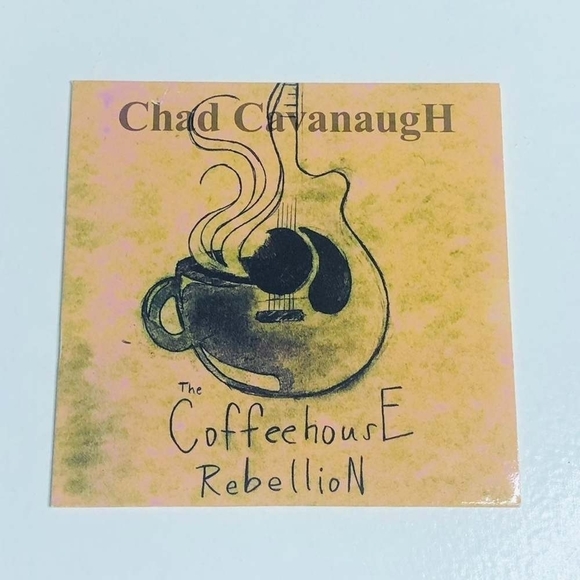 Chad CavanaugH
The
CoffeehousE
RebellioN